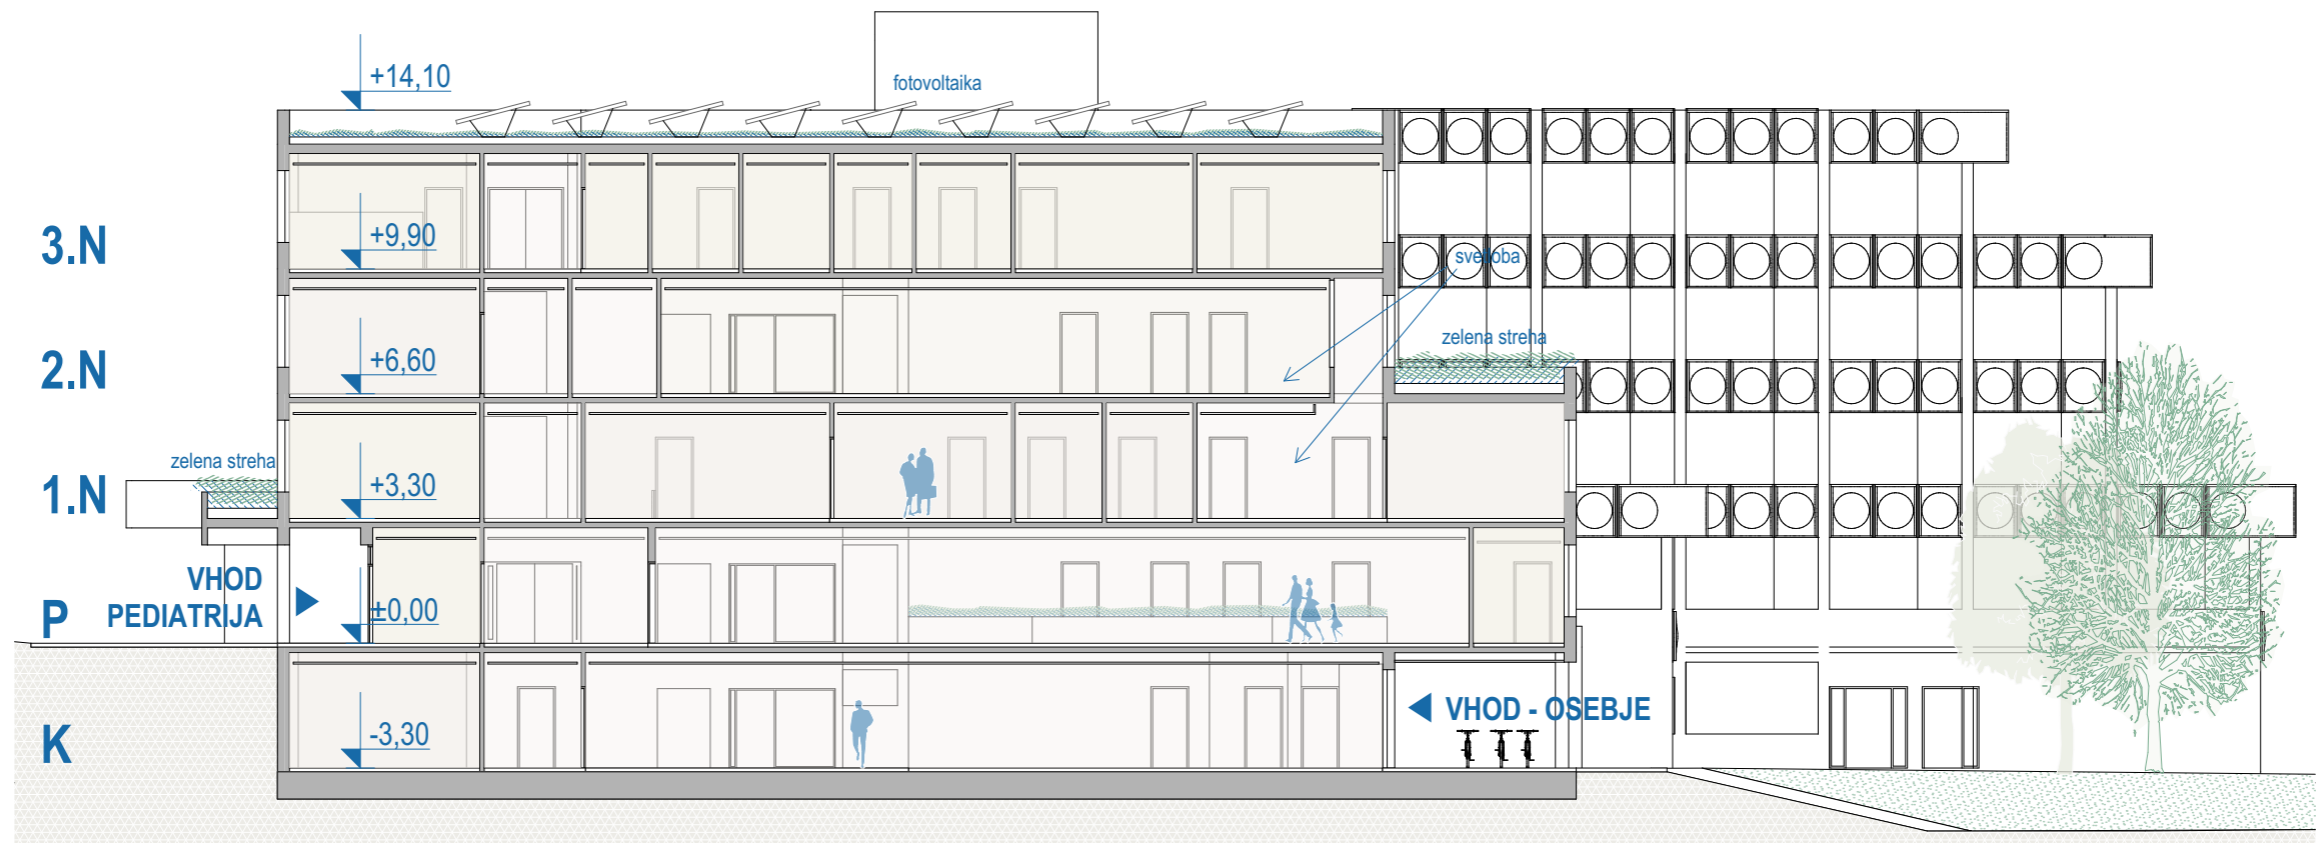 +14,10
fotovoltaika
3.N
+9,90
svetloba
2.N
+6,60
zelena streha
1.N
zelena streha
+3,30
P
VHOD
PEDIATRIJA
±0,00
K
-3,30
VHOD - OSEBJE